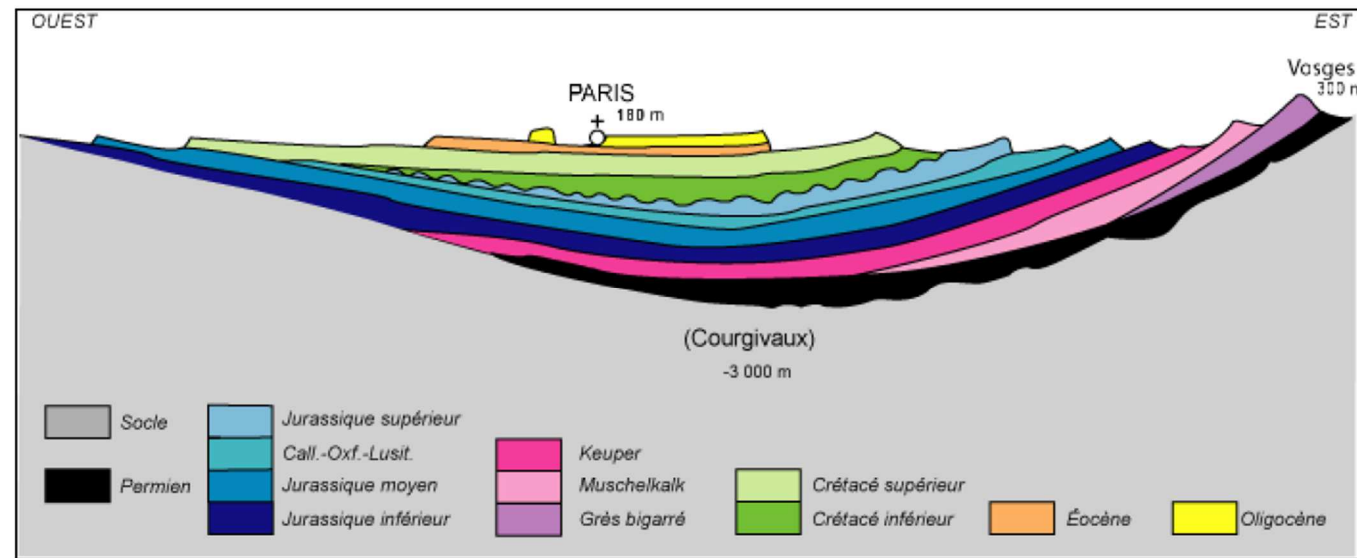 OUEST
EST
Vosges
300 m
PARIS
180 m
(Courgivaux)
-3 000 m
Socle
Permien
Jurassique supérieur
Call.-Oxf.-Lusit.
Jurassique moyen
Jurassique inférieur
Keuper
Muschelkalk
Grès bigarré
Crétacé supérieur
Crétacé inférieur
Éocène
Oligocène